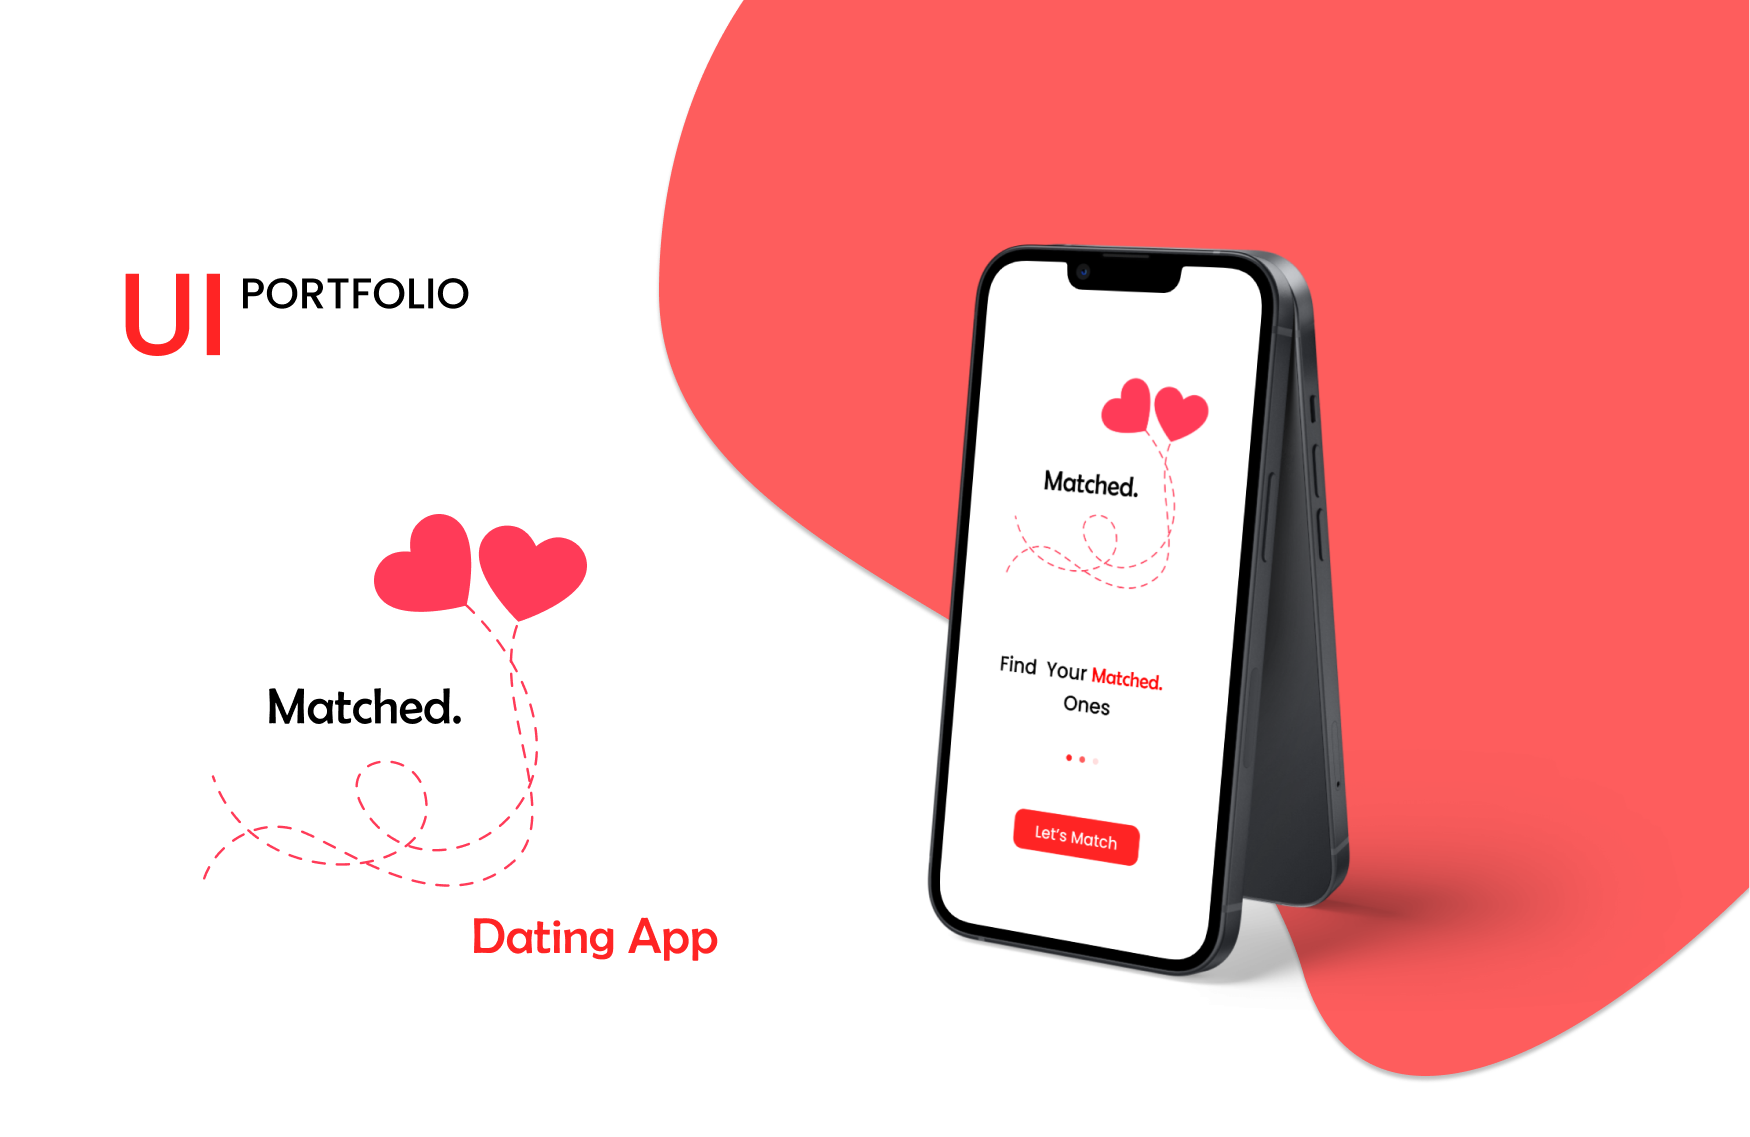 UI PORTFOLIO
Matched.
Dating App
Matched.
Find Your Matched.
Ones
Let's Match